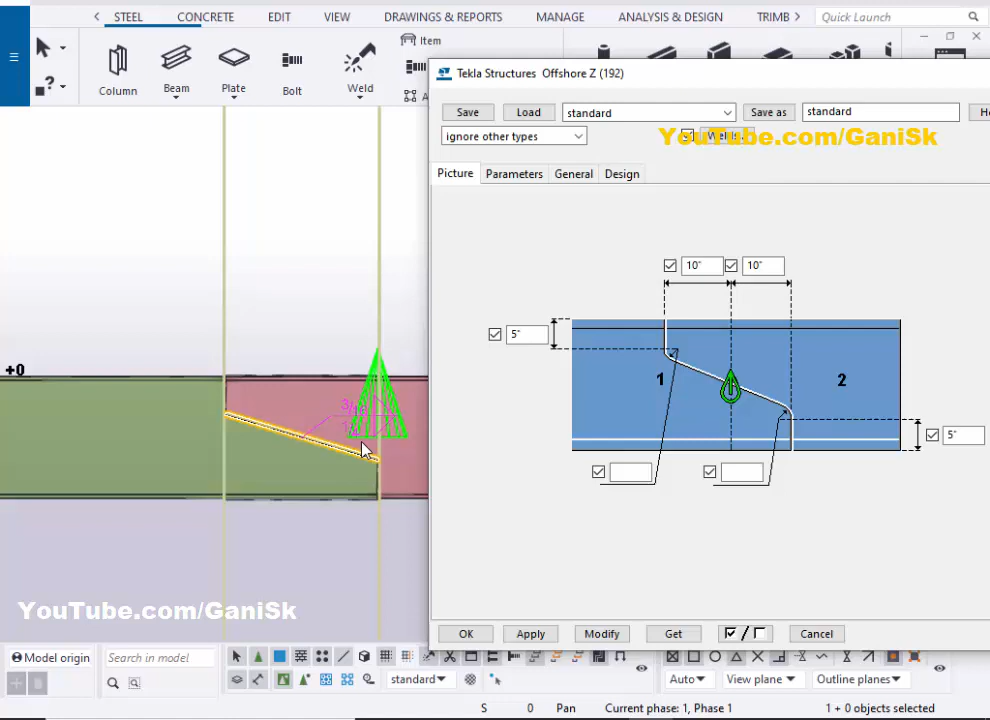 STEEL CONCRETE EDIT VIEW DRAWINGS & REPORTS MANAGE ANALYSIS & DESIGN TRIMB Quick Launch
Column Beam Plate Bolt Weld
Item
Tekla Structures Offshore Z (192)
Save Load standard Save as standard
ignore other types
YouTube.com/GaniSk
Picture Parameters General Design
10" 10"
5"
1 2
5"
+0
YouTube.com/GaniSk
OK Apply Modify Get / Cancel
Model origin Search in model
standard Auto View plane Outline planes
S 0 Pan Current phase: 1, Phase 1 1 + 0 objects selected